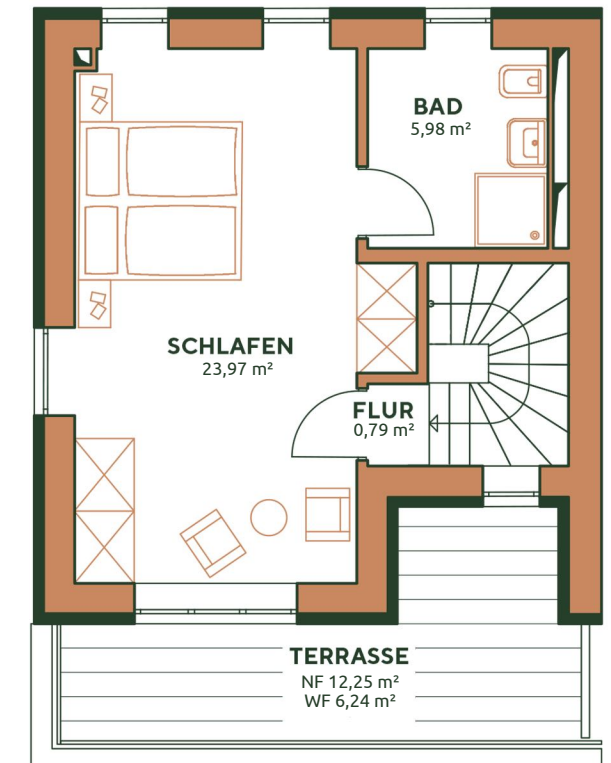 BAD
5,98 m²
SCHLAFEN
23,97 m²
FLUR
0,79 m²
TERRASSE
NF 12,25 m²
WF 6,24 m²